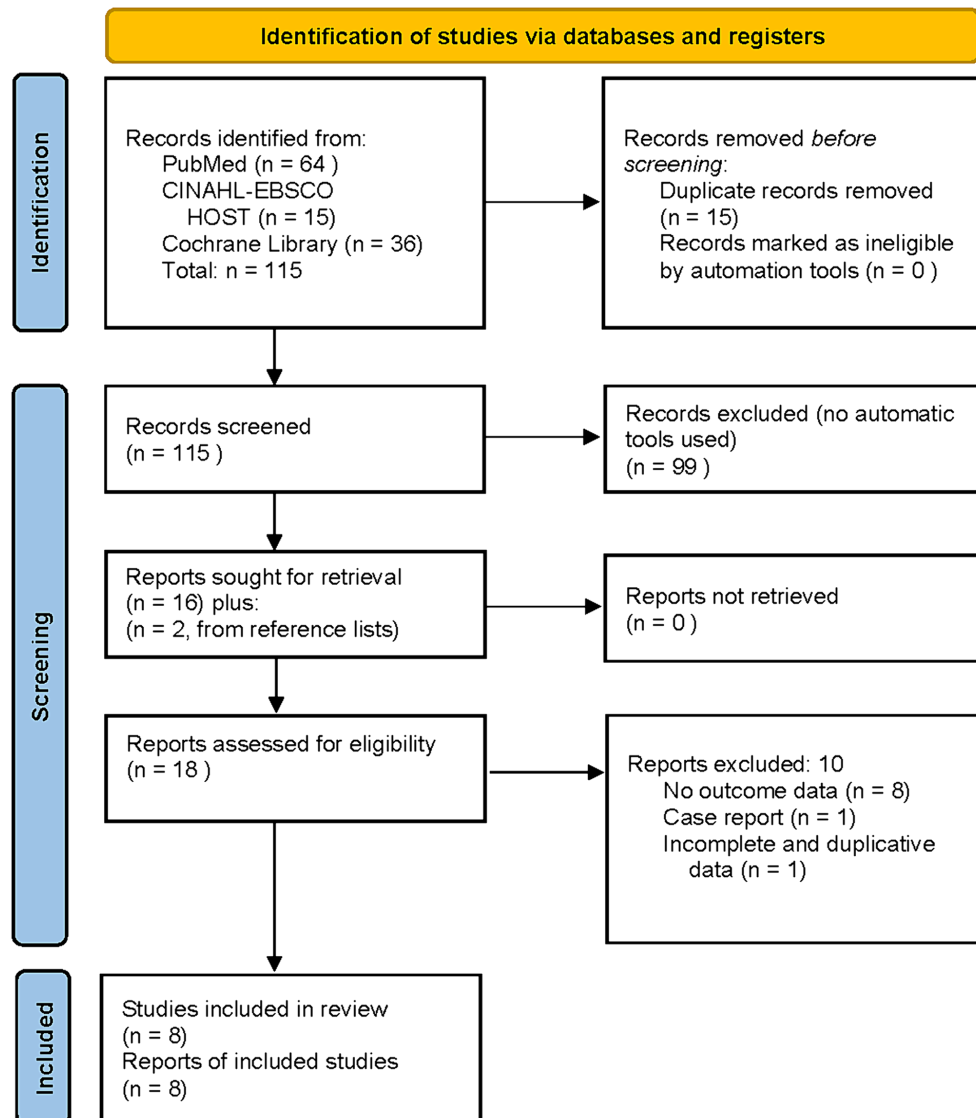 Identification of studies via databases and registers
Identification
Records identified from:
PubMed (n = 64 )
CINAHL-EBSCO
HOST (n = 15)
Cochrane Library (n = 36)
Total: n = 115
Records removed before
screening:
Duplicate records removed
(n = 15)
Records marked as ineligible
by automation tools (n = 0 )
Screening
Records screened
(n = 115 )
Records excluded (no automatic
tools used)
(n = 99 )
Reports sought for retrieval
(n = 16) plus:
(n = 2, from reference lists)
Reports not retrieved
(n = 0 )
Reports assessed for eligibility
(n = 18 )
Reports excluded: 10
No outcome data (n = 8)
Case report (n = 1)
Incomplete and duplicative
data (n = 1)
Included
Studies included in review
(n = 8)
Reports of included studies
(n = 8)